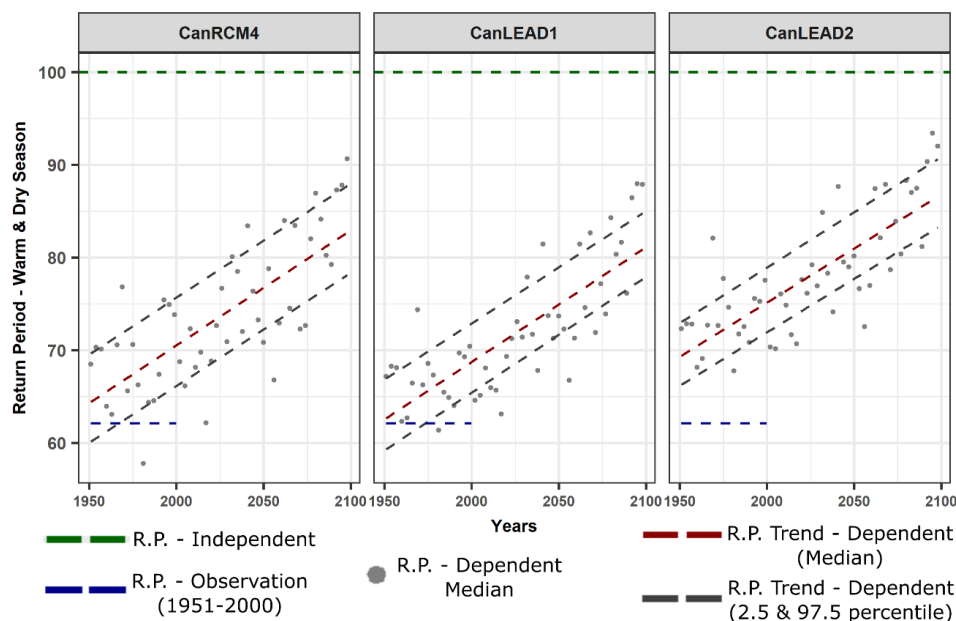 CanRCM4
CanLEAD1
CanLEAD2
Return Period - Warm & Dry Season
100
90
80
70
60
1950 2000 2050 2100
1950 2000 2050 2100
1950 2000 2050 2100
Years
R.P. - Independent
R.P. - Observation
(1951-2000)
R.P. - Dependent
Median
R.P. Trend - Dependent
(Median)
R.P. Trend - Dependent
(2.5 & 97.5 percentile)